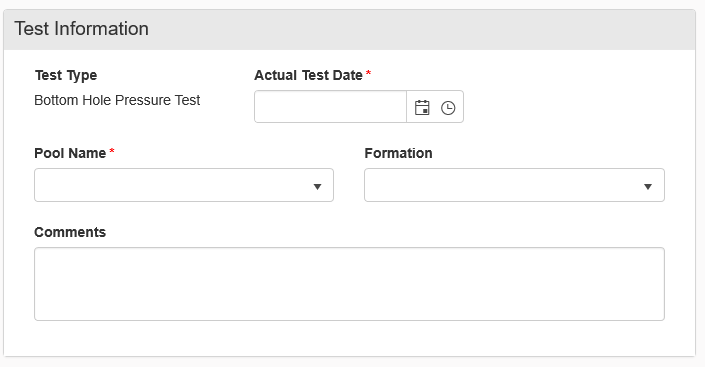 Test Information
Test Type
Actual Test Date *
Bottom Hole Pressure Test
Pool Name *
Formation
Comments